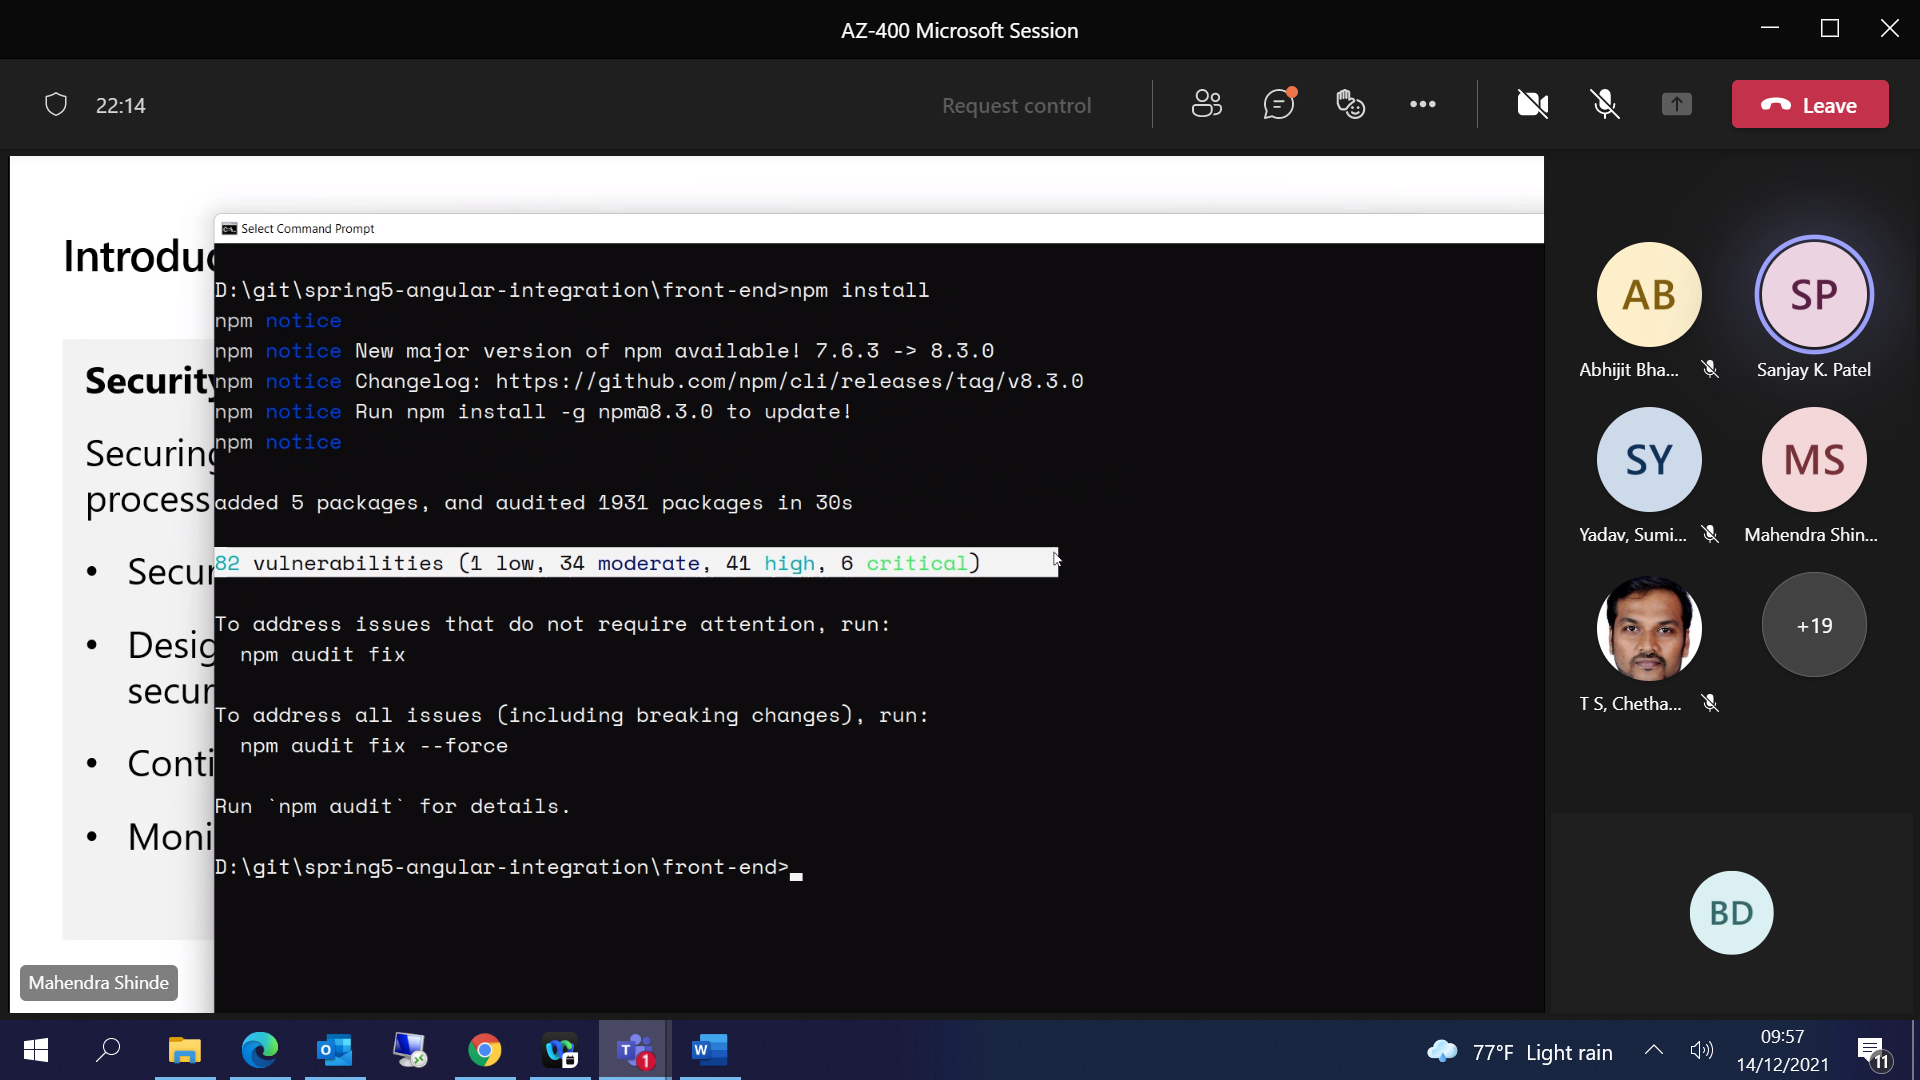 AZ-400 Microsoft Session
22:14
Request control
Leave
Introduc
Select Command Prompt
D:\git\spring5-angular-integration\front-end>npm install
npm notice
npm notice New major version of npm available! 7.6.3 -> 8.3.0
npm notice Changelog: https://github.com/npm/cli/releases/tag/v8.3.0
npm notice Run npm install -g npm@8.3.0 to update!
npm notice
added 5 packages, and audited 1931 packages in 30s
82 vulnerabilities (1 low, 34 moderate, 41 high, 6 critical)
To address issues that do not require attention, run:
npm audit fix
To address all issues (including breaking changes), run:
npm audit fix --force
Run `npm audit` for details.
D:\git\spring5-angular-integration\front-end>
Security
Securing
process
• Secur
• Desig
secur
• Conti
• Moni
Mahendra Shinde
AB
SP
Abhijit Bha...
Sanjay K. Patel
SY
MS
Yadav, Sumi...
Mahendra Shin...
+19
T S, Chetha...
BD
77°F Light rain
09:57
14/12/2021
11
1